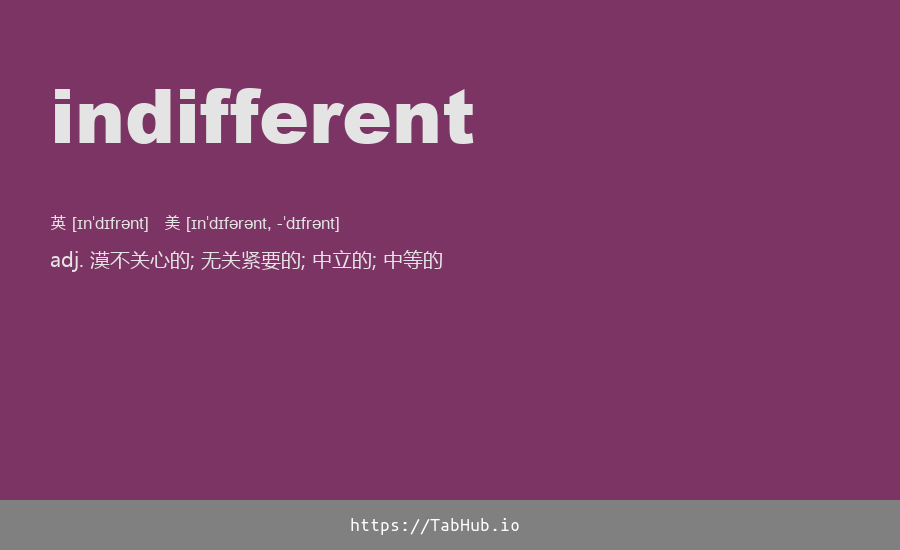 indifferent
英 [ɪnˈdɪfrənt] 美 [ɪnˈdɪfərənt, -ˈdɪfrənt]
adj. 漠不关心的; 无关紧要的; 中立的; 中等的
https://TabHub.io